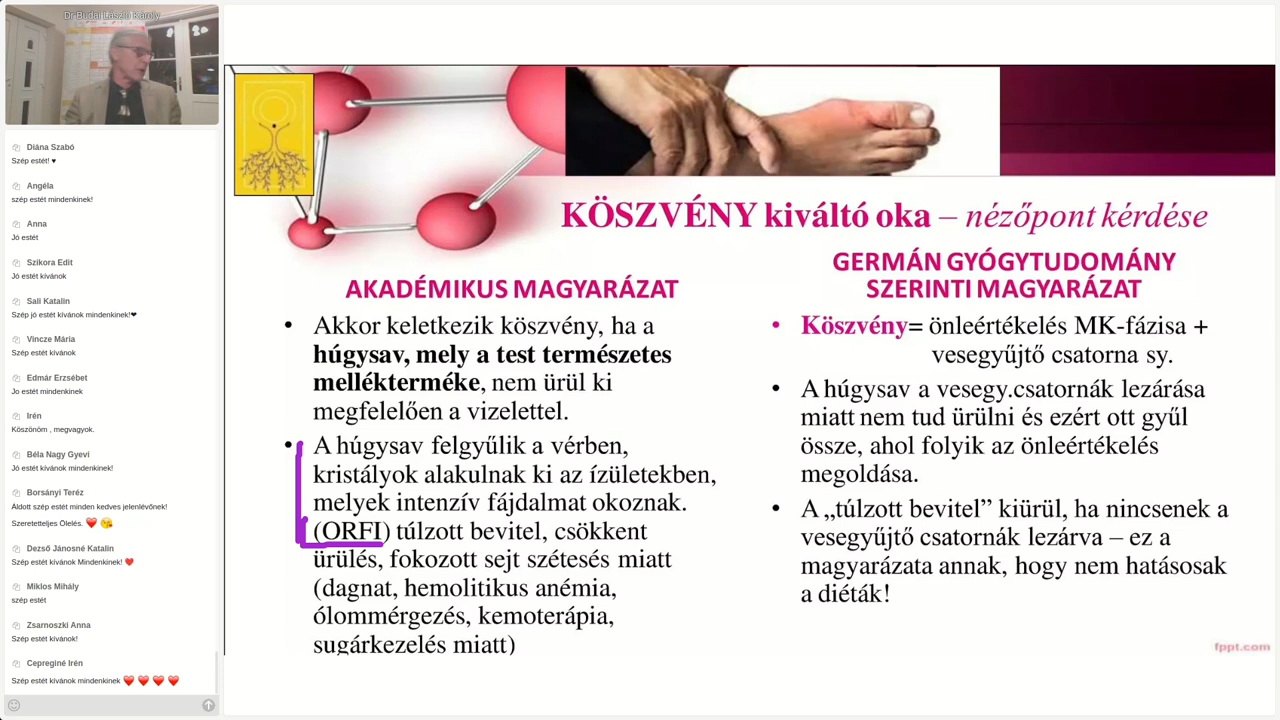 Dr Budai László Károly
Diána Szabó
Szép estét! ♥
Angéla
szép estét mindenkinek!
Anna
Jó estét
Szikora Edit
Jó estét kívánok
Sali Katalin
Szép jó estét kívánok mindenkinek!❤
Vincze Mária
Szép estét kívánok
Edmár Erzsébet
Jo estét mindenkinek
Irén
Köszönöm , megvagyok.
Béla Nagy Gyevi
Jó estét kívánok mindenkinek!
Borsányi Teréz
Áldott szép estét minden kedves jelenlévőnek!
Szeretetteljes Ölelés. ❤️ 😘
Dezső Jánosné Katalin
Szép estét kívánok Mindenkinek! ❤️
Miklos Mihály
szép estét
Zsarnoszki Anna
Szép estét kívánok!
Cepreginé Irén
Szép estét kívánok mindenkinek ❤️ ❤️ ❤️ ❤️
KÖSZVÉNY kiváltó oka – nézőpont kérdése
AKADÉMIKUS MAGYARÁZAT
• Akkor keletkezik köszvény, ha a
húgysav, mely a test természetes
mellékterméke, nem ürül ki
megfelelően a vizelettel.
• A húgysav felgyűlik a vérben,
kristályok alakulnak ki az ízületekben,
melyek intenzív fájdalmat okoznak.
(ORFI) túlzott bevitel, csökkent
ürülés, fokozott sejt szétesés miatt
(dagnat, hemolitikus anémia,
ólommérgezés, kemoterápia,
sugárkezelés miatt)
GERMÁN GYÓGYTUDOMÁNY
SZERINTI MAGYARÁZAT
• Köszvény= önleértékelés MK-fázisa +
vesegyűjtő csatorna sy.
• A húgysav a vesegy.csatornák lezárása
miatt nem tud ürülni és ezért ott gyűl
össze, ahol folyik az önleértékelés
megoldása.
• A „túlzott bevitel” kiürül, ha nincsenek a
vesegyűjtő csatornák lezárva – ez a
magyarázata annak, hogy nem hatásosak
a diéták!
fppt.com